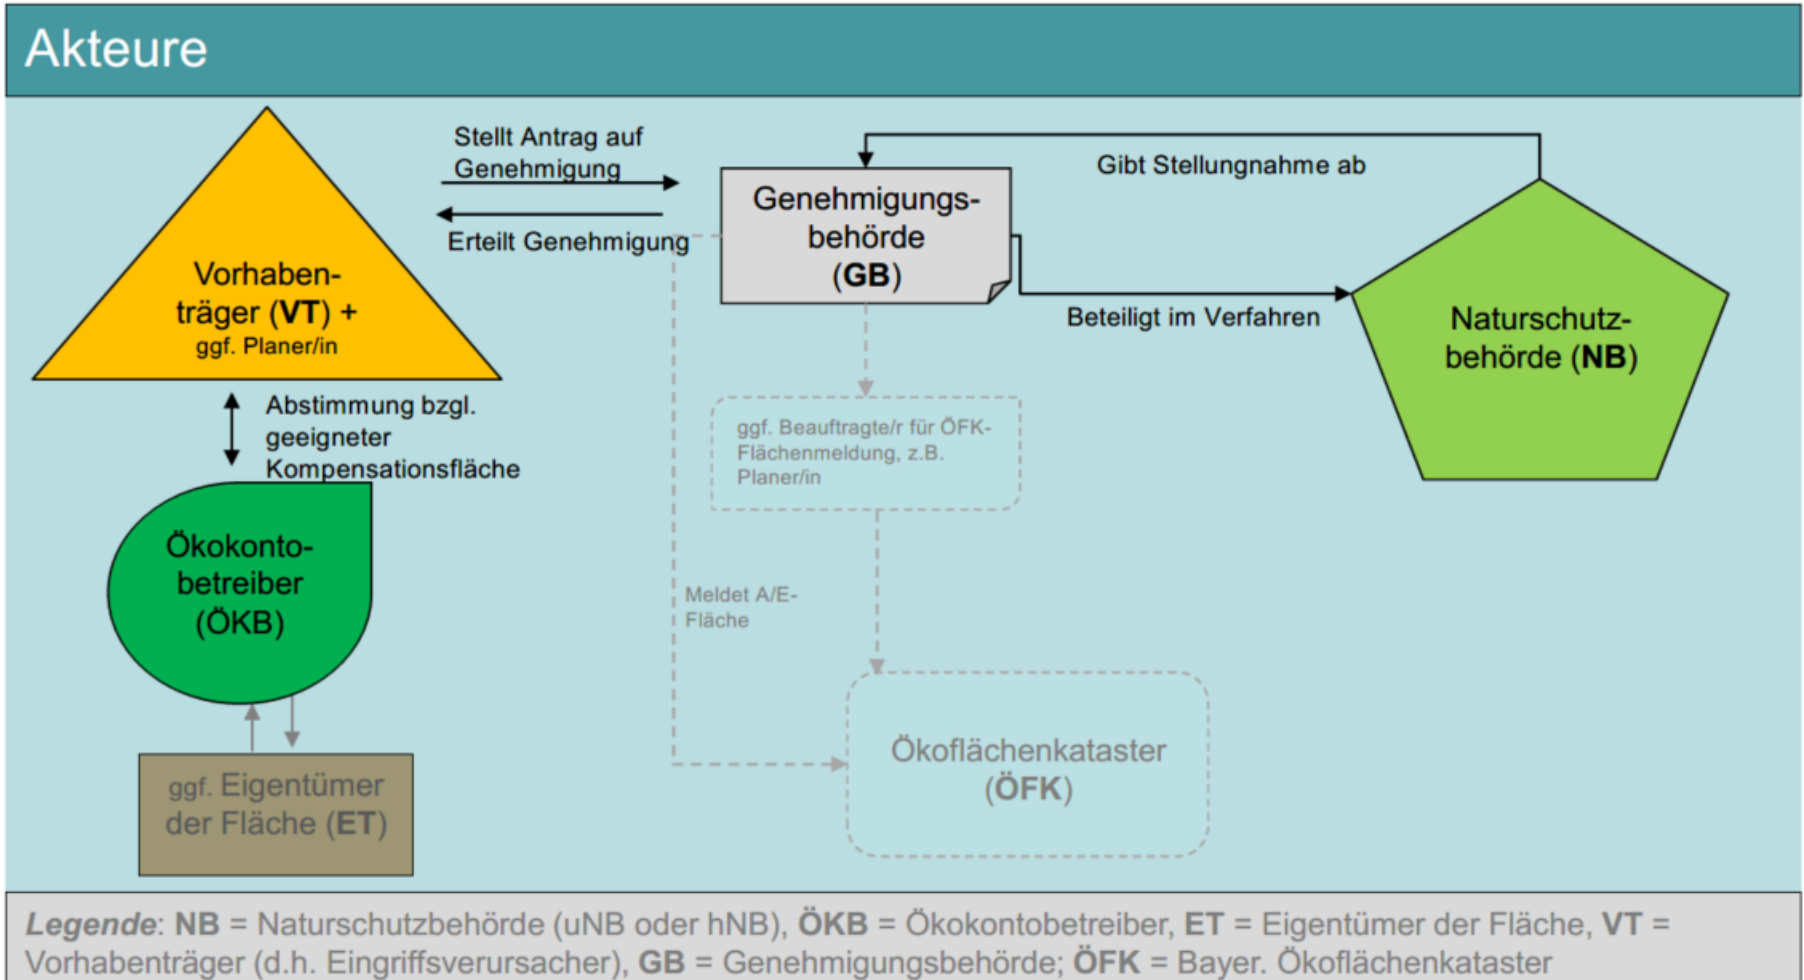 Akteure
Stellt Antrag auf
Genehmigung
Erteilt Genehmigung
Gibt Stellungnahme ab
Genehmigungs-
behörde
(GB)
Beteiligt im Verfahren
Vorhaben-
träger (VT) +
ggf. Planer/in
Naturschutz-
behörde (NB)
Abstimmung bzgl.
geeigneter
Kompensationsfläche
ggf. Beauftragte/r für ÖFK-
Flächenmeldung, z.B.
Planer/in
Ökokonto-
betreiber
(ÖKB)
Meldet A/E-
Fläche
Ökoflächenkataster
(ÖFK)
ggf. Eigentümer
der Fläche (ET)
Legende: NB = Naturschutzbehörde (uNB oder hNB), ÖKB = Ökokontobetreiber, ET = Eigentümer der Fläche, VT =
Vorhabenträger (d.h. Eingriffsverursacher), GB = Genehmigungsbehörde; ÖFK = Bayer. Ökoflächenkataster